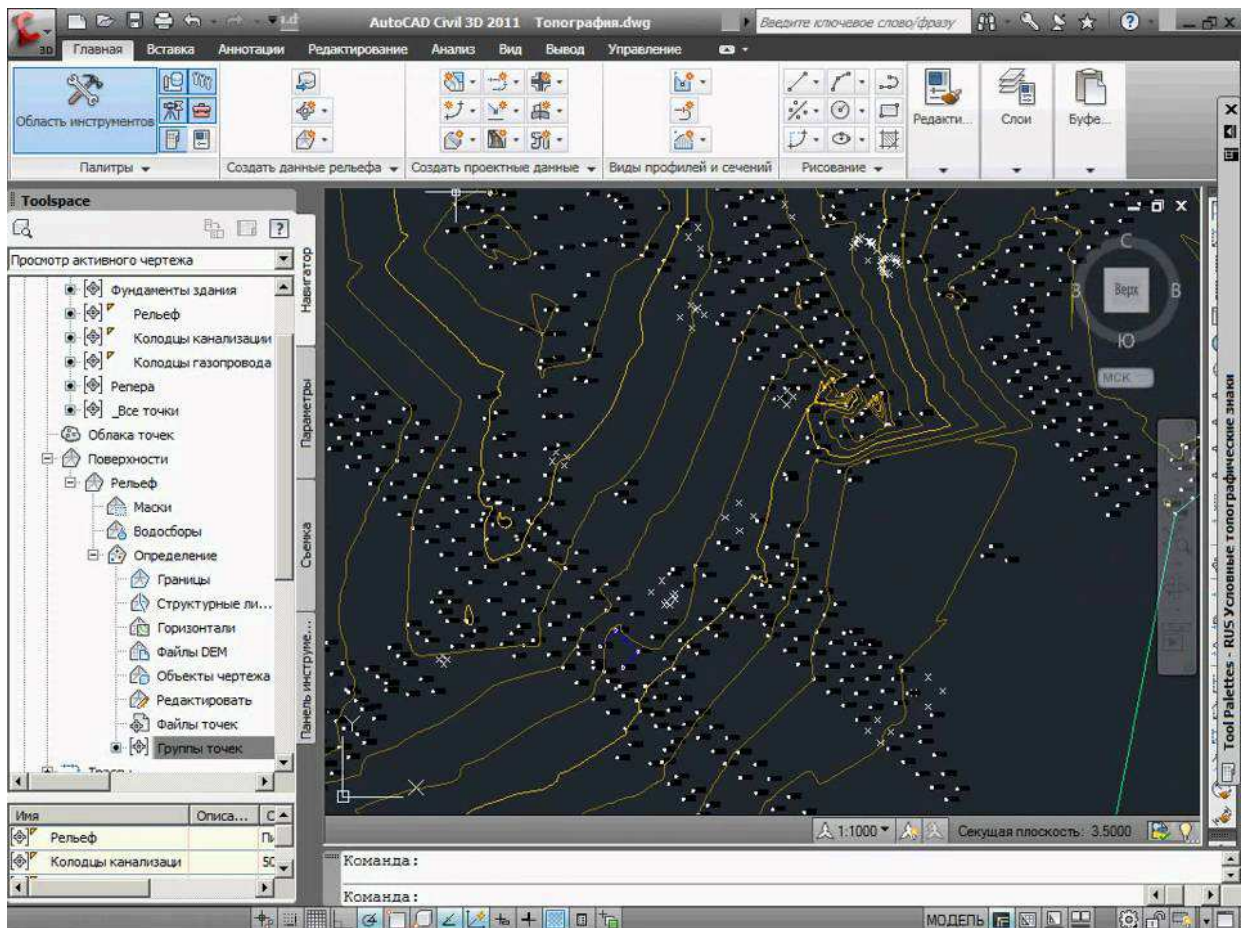 AutoCAD Civil 3D 2011 Топография.dwg
Введите ключевое слово/фразу
3D
Главная Вставка Аннотации Редактирование Анализ Вид Вывод Управление
Область инструментов
Редакти... Слои Буфе...
Палитры Создать данные рельефа Создать проектные данные Виды профилей и сечений Рисование
Toolspace
Просмотр активного чертежа
Фундаменты здания
Рельеф
Колодцы канализации
Колодцы газопровода
Репера
_Все точки
Облака точек
Поверхности
Рельеф
Маски
Водосборы
Определение
Границы
Структурные ли...
Горизонтали
Файлы DEM
Объекты чертежа
Редактировать
Файлы точек
Группы точек
Навигатор
Параметры
Съемка
Панель инструме...
Имя Описа... С
Рельеф
Колодцы канализаци 50
С
З Верх В
Ю
МСК
Y
X
Tool Palettes - RUS Условные топографические знаки
1:1000 Секущая плоскость: 3.5000
Команда:
Команда:
МОДЕЛЬ